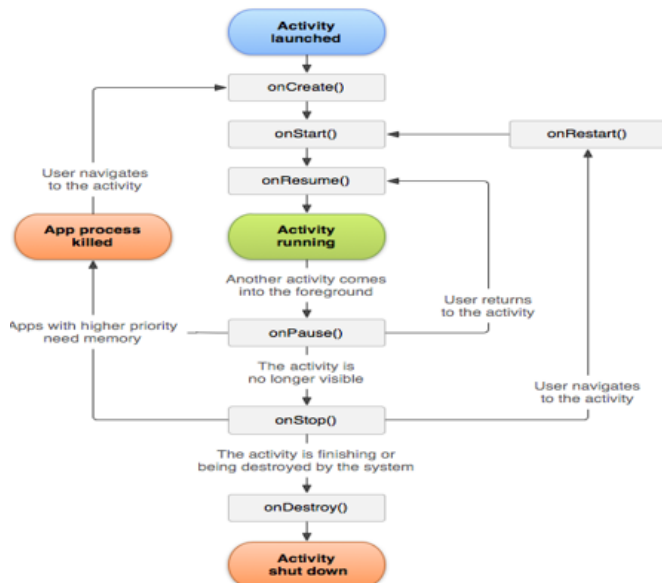 Activity
launched
onCreate()
onStart()
onRestart()
User navigates
to the activity
onResume()
App process
killed
Activity
running
Another activity comes
into the foreground
User returns
to the activity
Apps with higher priority
need memory
onPause()
The activity is
no longer visible
User navigates
to the activity
onStop()
The activity is finishing or
being destroyed by the system
onDestroy()
Activity
shut down